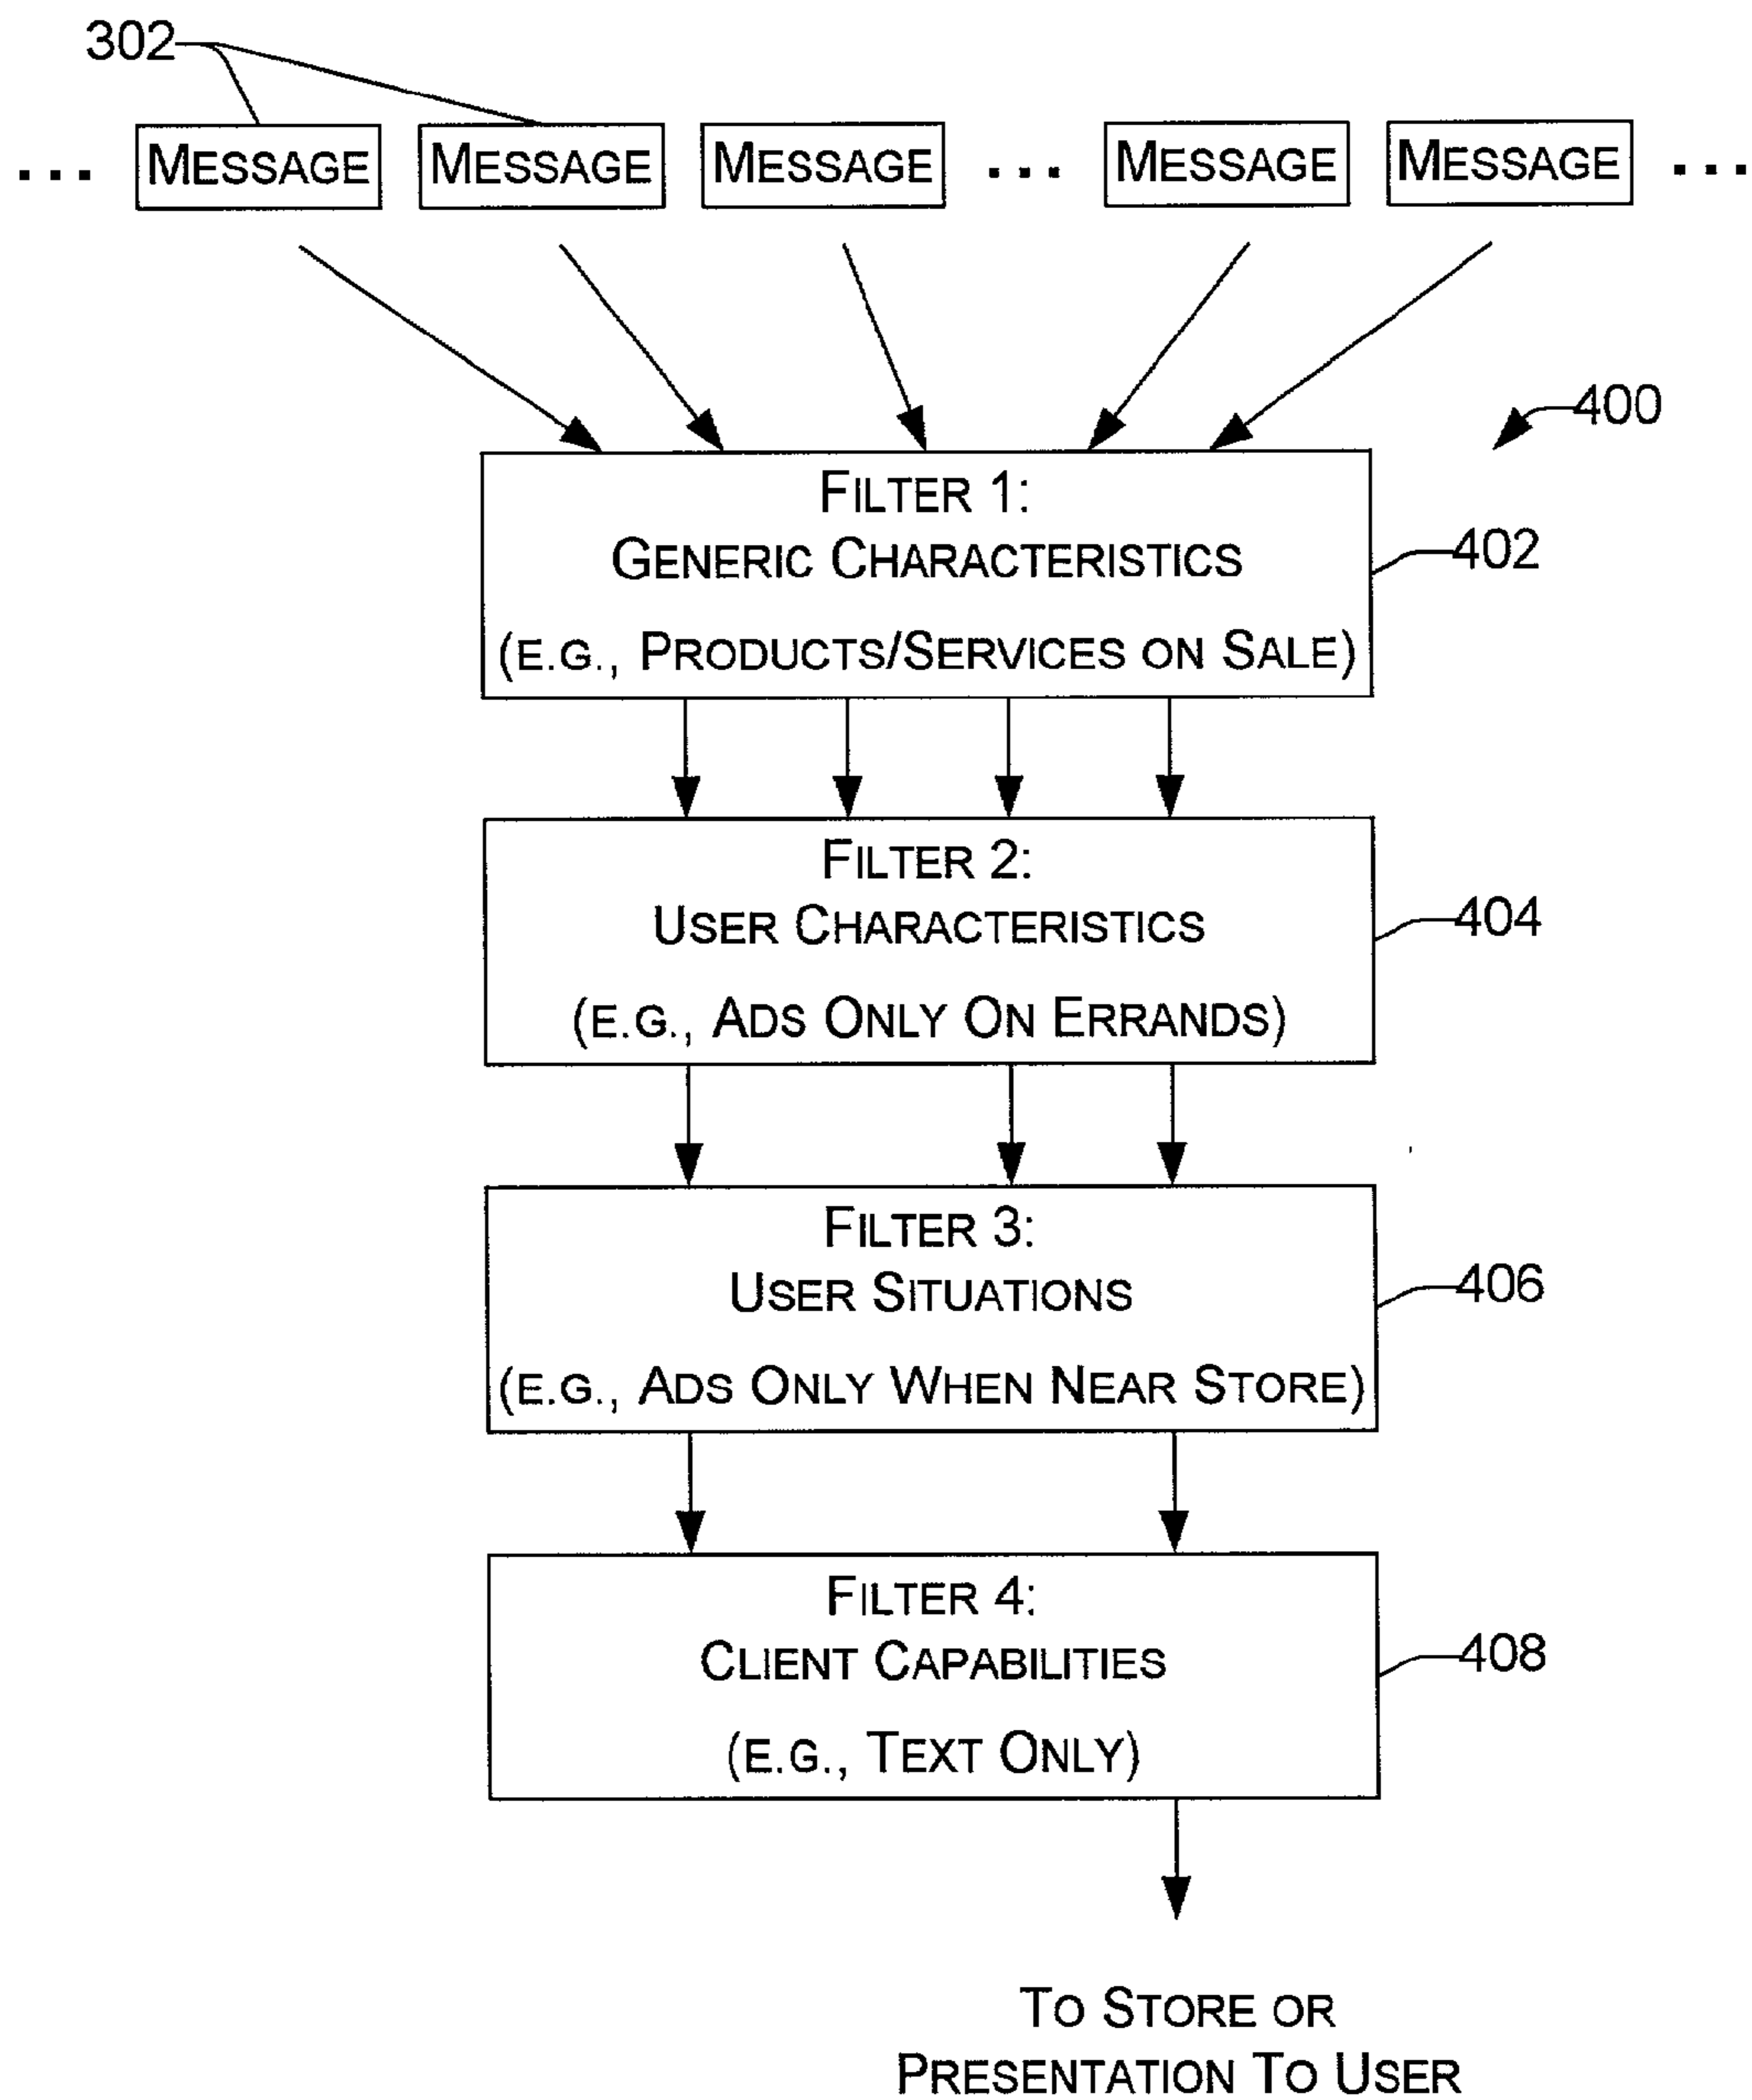 302
... MESSAGE MESSAGE MESSAGE ... MESSAGE MESSAGE ...
400
FILTER 1:
GENERIC CHARACTERISTICS
(E.G., PRODUCTS/SERVICES ON SALE)
402
FILTER 2:
USER CHARACTERISTICS
(E.G., ADS ONLY ON ERRANDS)
404
FILTER 3:
USER SITUATIONS
(E.G., ADS ONLY WHEN NEAR STORE)
406
FILTER 4:
CLIENT CAPABILITIES
(E.G., TEXT ONLY)
408
TO STORE OR
PRESENTATION TO USER